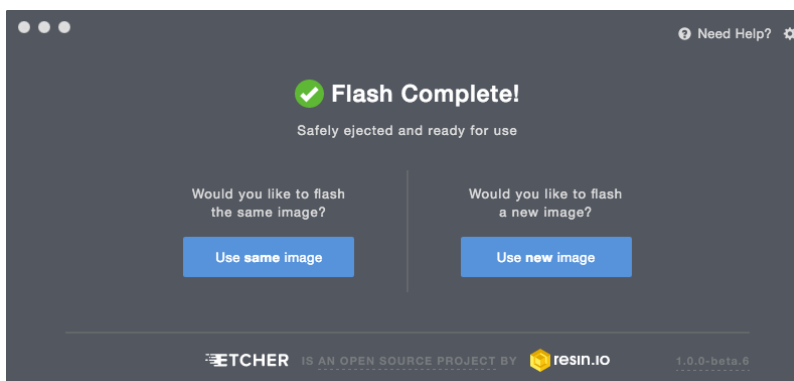 Need Help?
Flash Complete!
Safely ejected and ready for use
Would you like to flash
the same image?
Use same image
Would you like to flash
a new image?
Use new image
ETCHER IS AN OPEN SOURCE PROJECT BY resin.io 1.0.0-beta.6